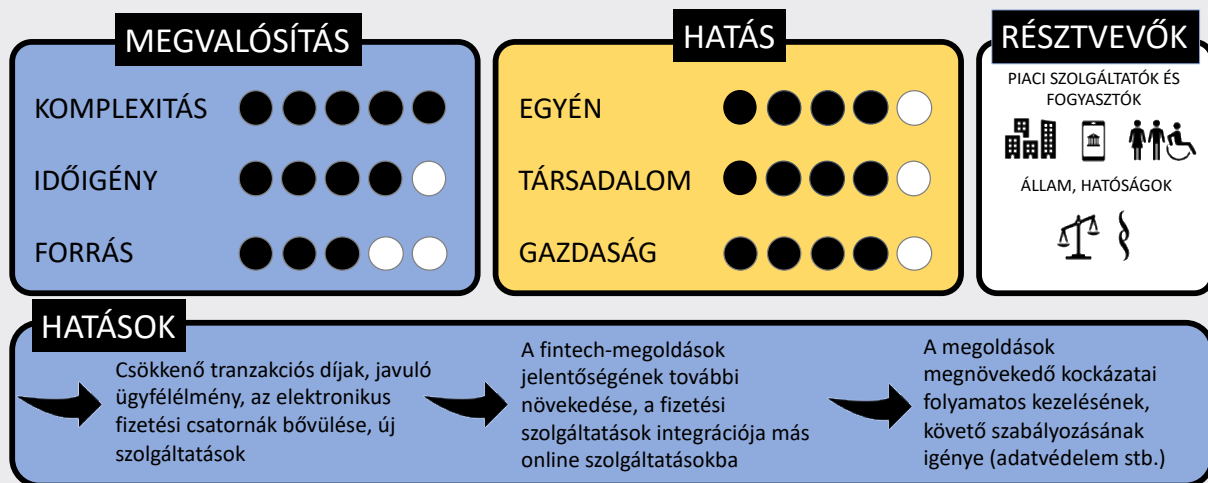 MEGVALÓSÍTÁS
KOMPLEXITÁS
IDŐIGÉNY
FORRÁS
HATÁS
EGYÉN
TÁRSADALOM
GAZDASÁG
RÉSZTVEVŐK
PIACI SZOLGÁLTATÓK ÉS
FOGYASZTÓK
ÁLLAM, HATÓSÁGOK
HATÁSOK
Csökkenő tranzakciós díjak, javuló
ügyfélélmény, az elektronikus
fizetési csatornák bővülése, új
szolgáltatások
A fintech-megoldások
jelentőségének további
növekedése, a fizetési
szolgáltatások integrációja más
online szolgáltatásokba
A megoldások
megnövekedő kockázatai
folyamatos kezelésének,
követő szabályozásának
igénye (adatvédelem stb.)